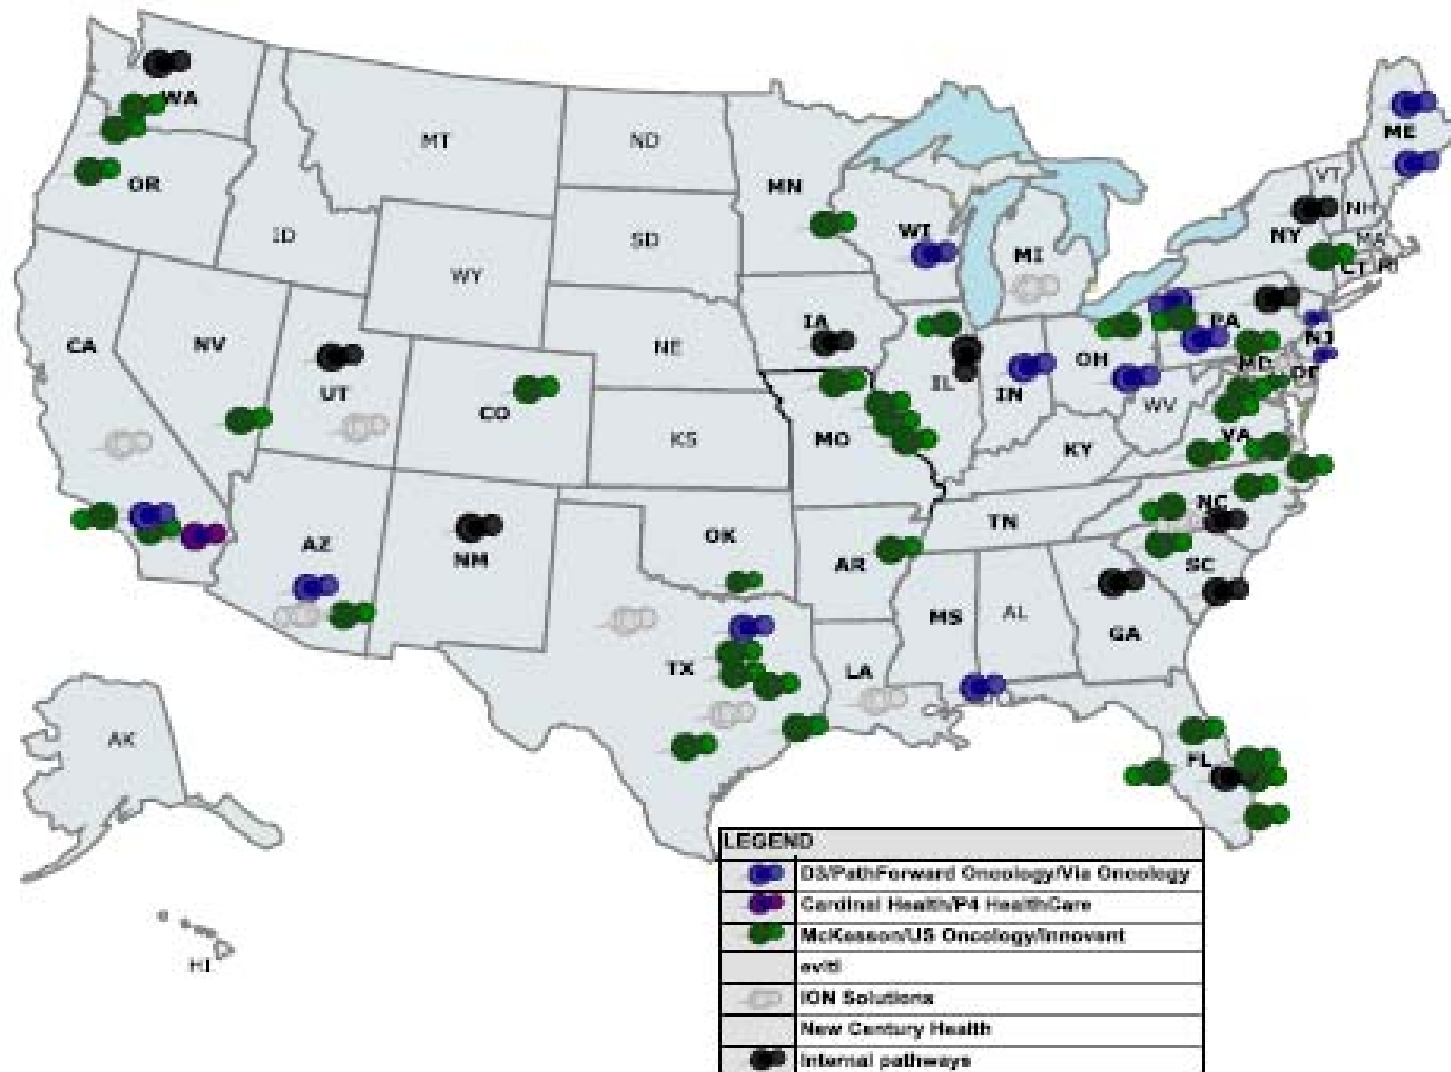 WA
MT
ND
MN
ME
OR
VT
NH
ID
SD
WI
MI
NY
MA
CT
RI
WY
IA
PA
NJ
CA
NV
NE
OH
MD
DE
UT
IL
IN
WV
CO
KS
MO
KY
VA
NC
TN
AZ
NM
OK
AR
SC
MS
AL
GA
TX
LA
AK
FL
HI
LEGEND
D3/PathForward Oncology/Via Oncology
Cardinal Health/P4 HealthCare
McKesson/US Oncology/Innovent
eviti
ION Solutions
New Century Health
Internal pathways